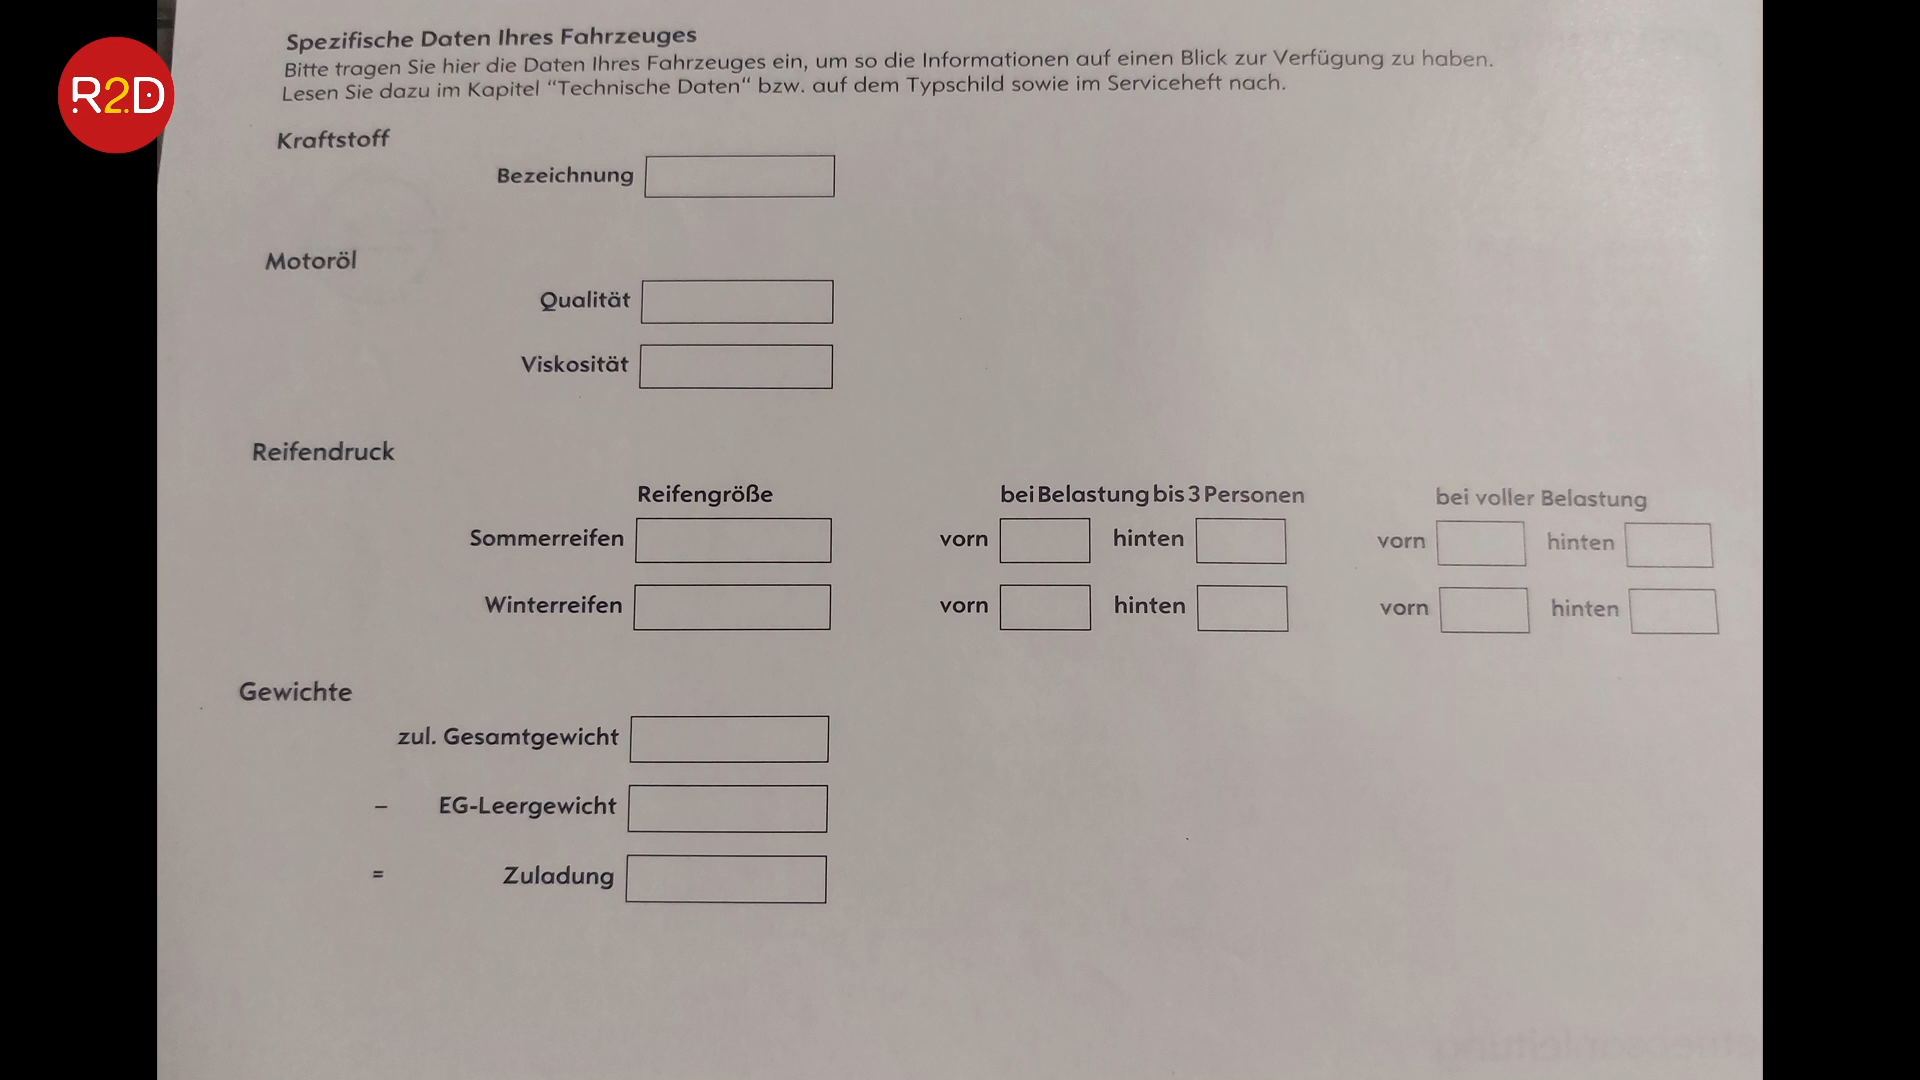 R2D
Spezifische Daten Ihres Fahrzeuges
Bitte tragen Sie hier die Daten Ihres Fahrzeuges ein, um so die Informationen auf einen Blick zur Verfügung zu haben.
Lesen Sie dazu im Kapitel “Technische Daten“ bzw. auf dem Typschild sowie im Serviceheft nach.
Kraftstoff
Bezeichnung
Motoröl
Qualität
Viskosität
Reifendruck
Reifengröße bei Belastung bis 3 Personen bei voller Belastung
Sommerreifen vorn hinten vorn hinten
Winterreifen vorn hinten vorn hinten
Gewichte
zul. Gesamtgewicht
– EG-Leergewicht
= Zuladung